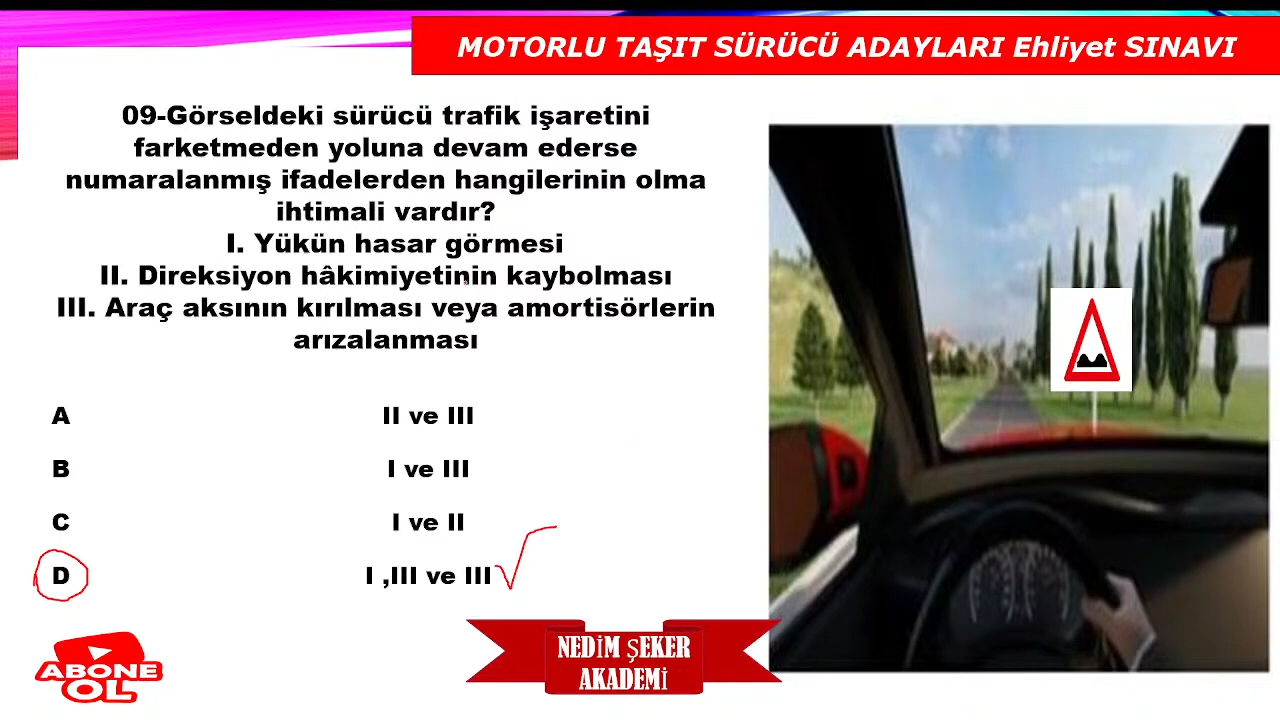 MOTORLU TAŞIT SÜRÜCÜ ADAYLARI Ehliyet SINAVI
09-Görseldeki sürücü trafik işaretini
farketmeden yoluna devam ederse
numaralanmış ifadelerden hangilerinin olma
ihtimali vardır?
I. Yükün hasar görmesi
II. Direksiyon hâkimiyetinin kaybolması
III. Araç aksının kırılması veya amortisörlerin
arızalanması
A II ve III
B I ve III
C I ve II
D I ,III ve III
ABONE
OL
NEDİM ŞEKER
AKADEMİ